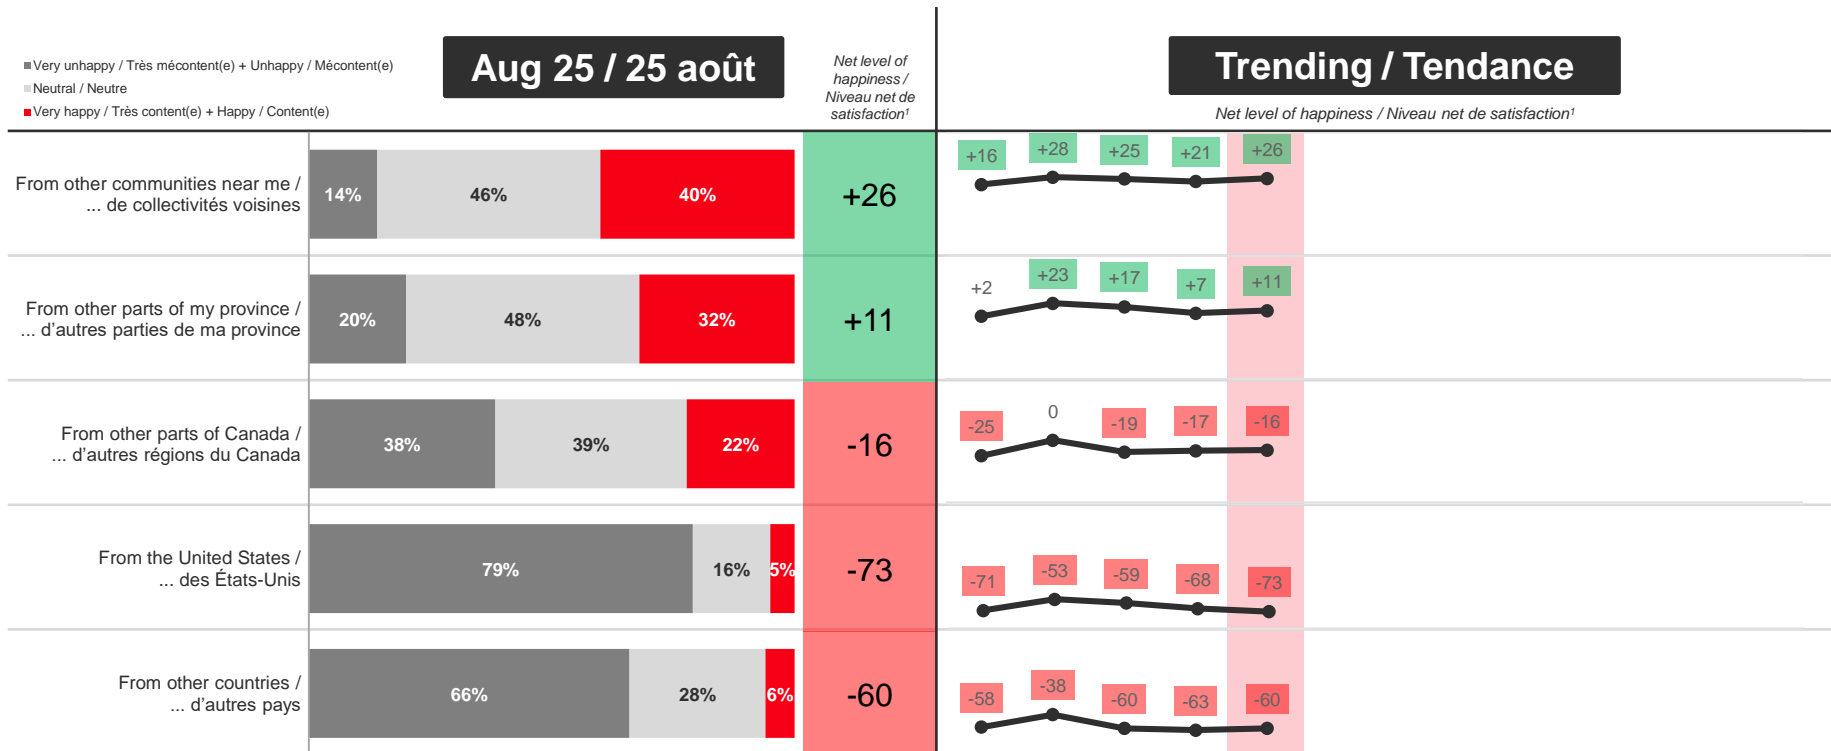 Very unhappy / Très mécontent(e) + Unhappy / Mécontent(e)
Neutral / Neutre
Very happy / Très content(e) + Happy / Content(e)
Aug 25 / 25 août
Net level of
happiness /
Niveau net de
satisfaction¹
Trending / Tendance
Net level of happiness / Niveau net de satisfaction¹
From other communities near me /
... de collectivités voisines
14%
46%
40%
+26
+16
+28
+25
+21
+26
From other parts of my province /
... d'autres parties de ma province
20%
48%
32%
+11
+2
+23
+17
+7
+11
From other parts of Canada /
... d'autres régions du Canada
38%
39%
22%
-16
-25
0
-19
-17
-16
From the United States /
... des États-Unis
79%
16%
5%
-73
-71
-53
-59
-68
-73
From other countries /
... d'autres pays
66%
28%
6%
-60
-58
-38
-60
-63
-60